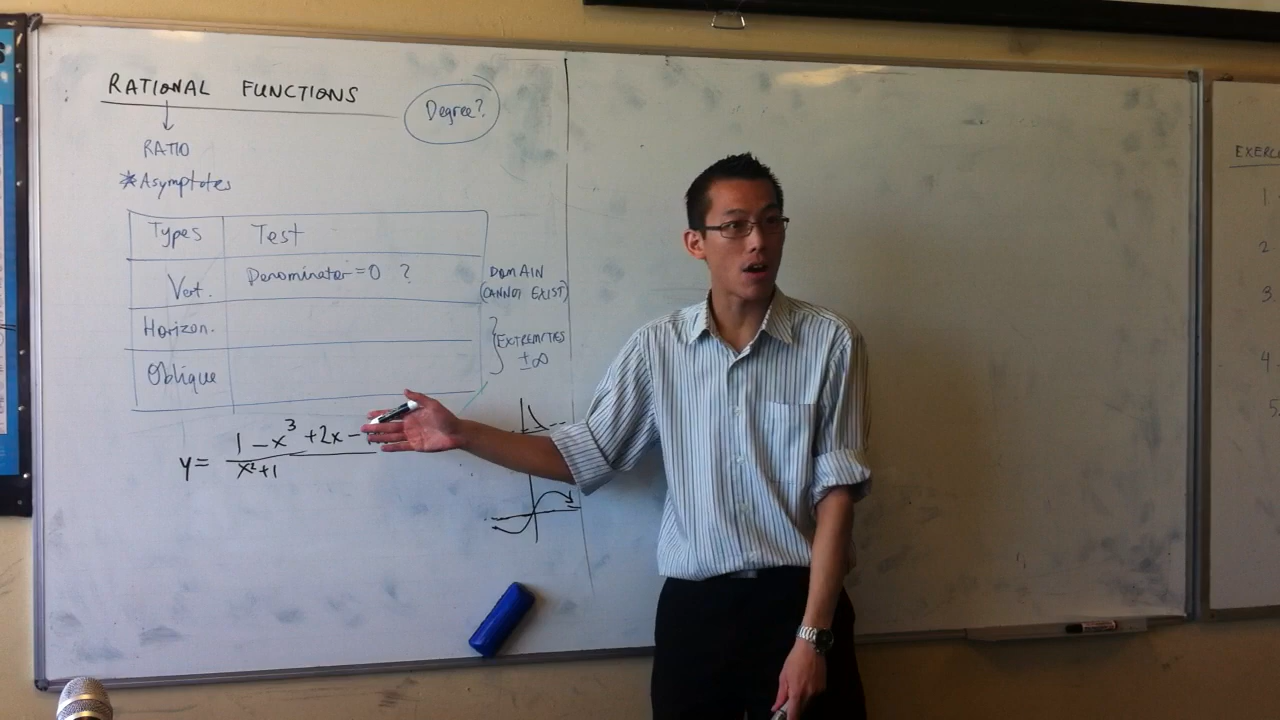 RATIONAL FUNCTIONS
Degree?
RATIO
*Asymptotes
Types Test
Vert. Denominator = 0 ?
DOMAIN
(CANNOT EXIST)
Horizon.
Oblique
EXTREMITIES
±∞
y = 1 - x³ + 2x -
x² + 1
1.
2.
3.
4.
5.